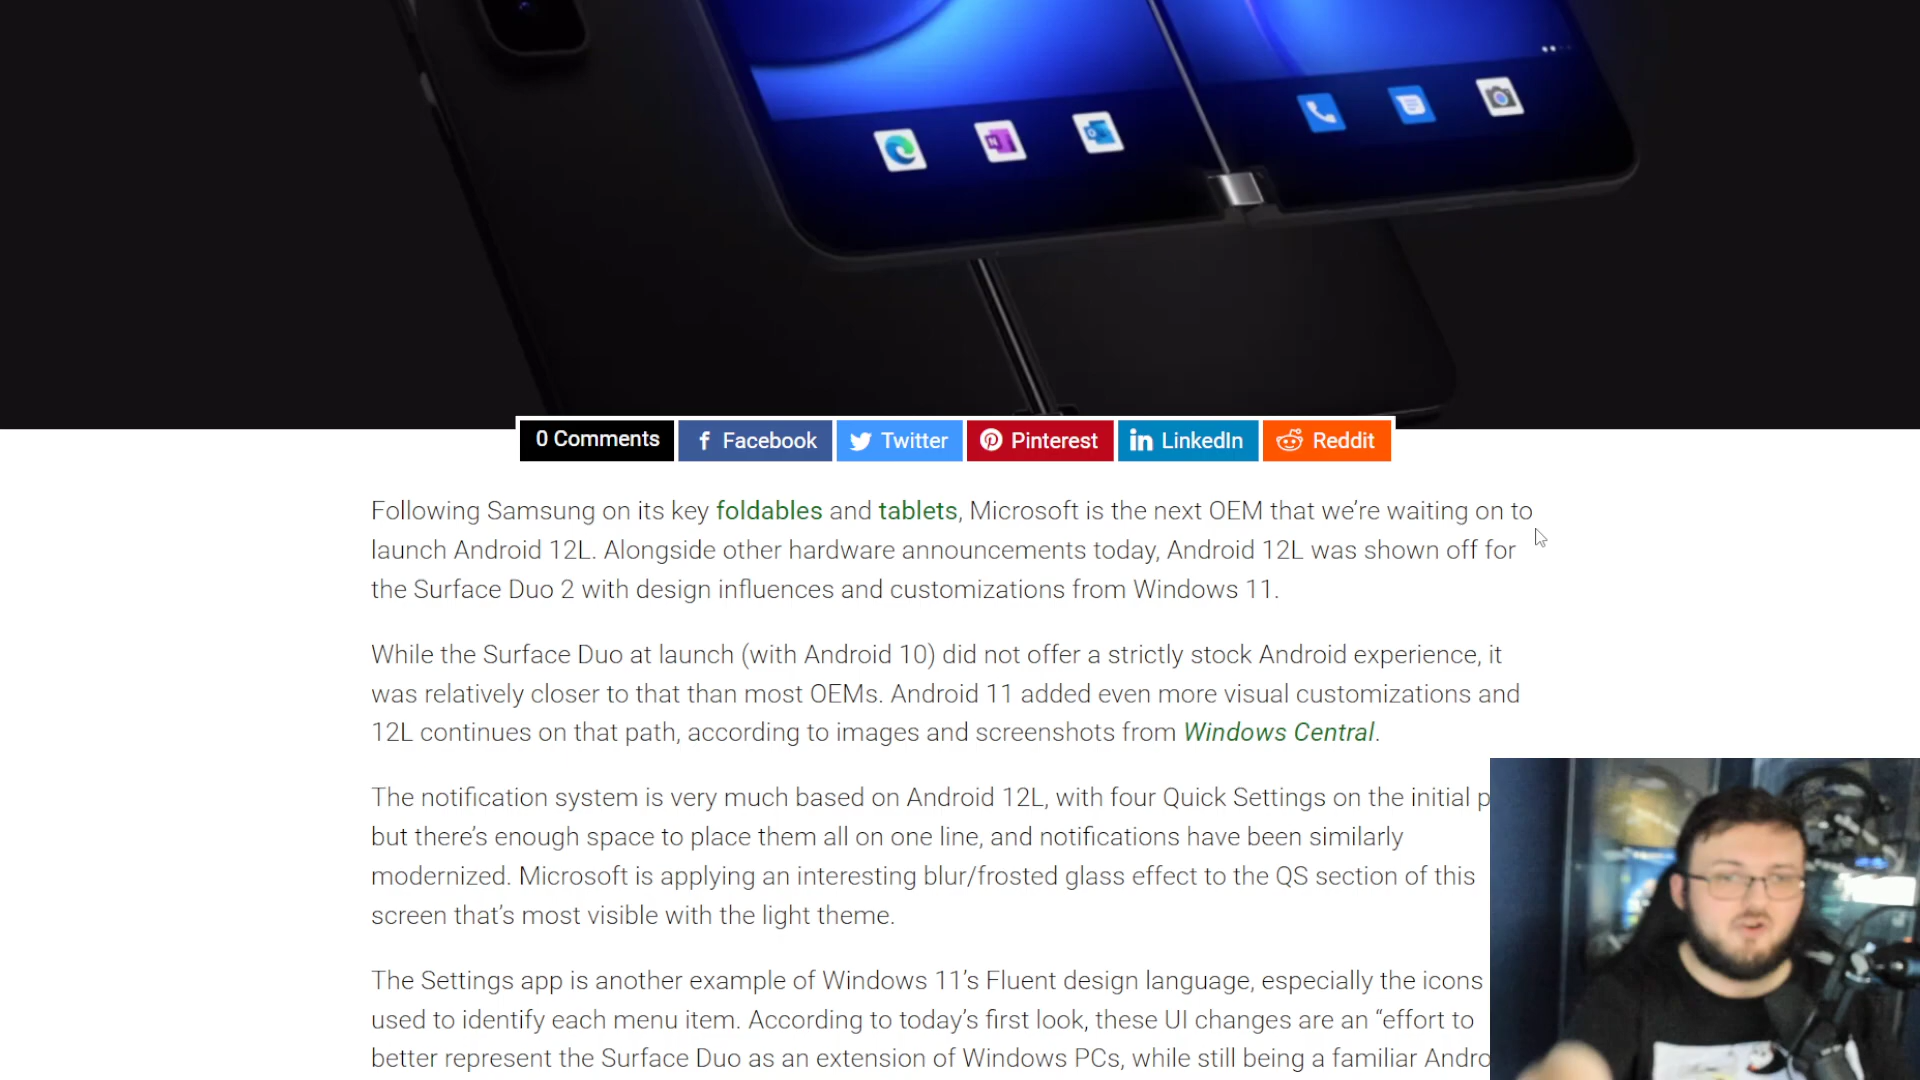 0 Comments
Facebook
Twitter
Pinterest
LinkedIn
Reddit
Following Samsung on its key foldables and tablets, Microsoft is the next OEM that we’re waiting on to
launch Android 12L. Alongside other hardware announcements today, Android 12L was shown off for
the Surface Duo 2 with design influences and customizations from Windows 11.
While the Surface Duo at launch (with Android 10) did not offer a strictly stock Android experience, it
was relatively closer to that than most OEMs. Android 11 added even more visual customizations and
12L continues on that path, according to images and screenshots from Windows Central.
The notification system is very much based on Android 12L, with four Quick Settings on the initial
but there’s enough space to place them all on one line, and notifications have been similarly
modernized. Microsoft is applying an interesting blur/frosted glass effect to the QS section of this
screen that’s most visible with the light theme.
The Settings app is another example of Windows 11’s Fluent design language, especially the icons
used to identify each menu item. According to today’s first look, these UI changes are an “effort to
better represent the Surface Duo as an extension of Windows PCs, while still being a familiar Andro